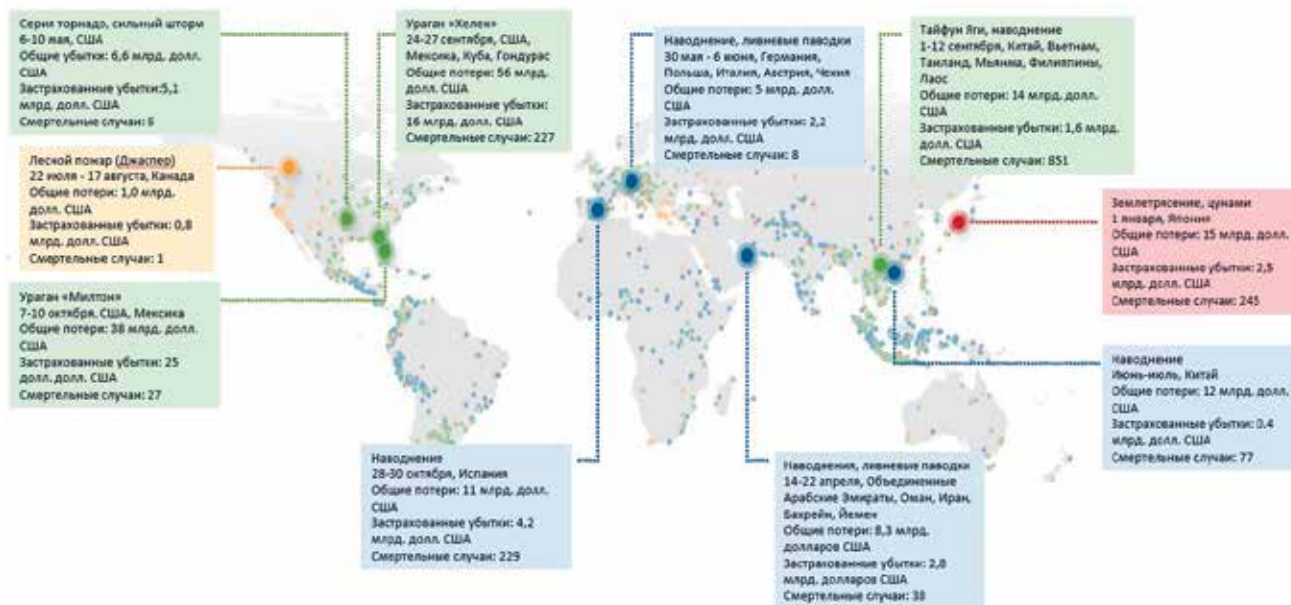 Серия торнадо, сильный шторм
6-10 мая, США
Общие убытки: 6,6 млрд. долл.
США
Застрахованные убытки:5,1
млрд. долл. США
Смертельные случаи: 6
Ураган «Хелен»
24-27 сентября, США,
Мексика, Куба, Гондурас
Общие потери: 56 млрд.
долл. США
Застрахованные убытки:
16 млрд. долл. США
Смертельные случаи: 227
Наводнение, ливневые паводки
30 мая - 6 июня, Германия,
Польша, Италия, Австрия, Чехия
Общие потери: 5 млрд. долл.
США
Застрахованные убытки: 2,2
млрд. долл. США
Смертельные случаи: 8
Тайфун Яги, наводнение
1-12 сентября, Китай, Вьетнам,
Таиланд, Мьянма, Филиппины,
Лаос
Общие потери: 14 млрд. долл.
США
Застрахованные убытки: 1,6 млрд.
долл. США
Смертельные случаи: 851
Лесной пожар (Джаспер)
22 июля - 17 августа, Канада
Общие потери: 1,0 млрд.
долл. США
Застрахованные убытки: 0,8
млрд. долл. США
Смертельные случаи: 1
Землетрясение, цунами
1 января, Япония
Общие потери: 15 млрд. долл.
США
Застрахованные убытки: 2,5
млрд. долл. США
Смертельные случаи: 245
Ураган «Милтон»
7-10 октября, США, Мексика
Общие потери: 38 млрд. долл.
США
Застрахованные убытки: 25
долл. долл. США
Смертельные случаи: 27
Наводнение
Июнь-июль, Китай
Общие потери: 12 млрд. долл.
США
Застрахованные убытки: 0.4
млрд. долл. США
Смертельные случаи: 77
Наводнение
28-30 октября, Испания
Общие потери: 11 млрд. долл.
США
Застрахованные убытки: 4,2
млрд. долл. США
Смертельные случаи: 229
Наводнения, ливневые паводки
14-22 апреля, Объединенные
Арабские Эмираты, Оман, Иран,
Бахрейн, Йемен
Общие потери: 8,3 млрд.
долларов США
Застрахованные убытки: 2,8
млрд. долларов США
Смертельные случаи: 38